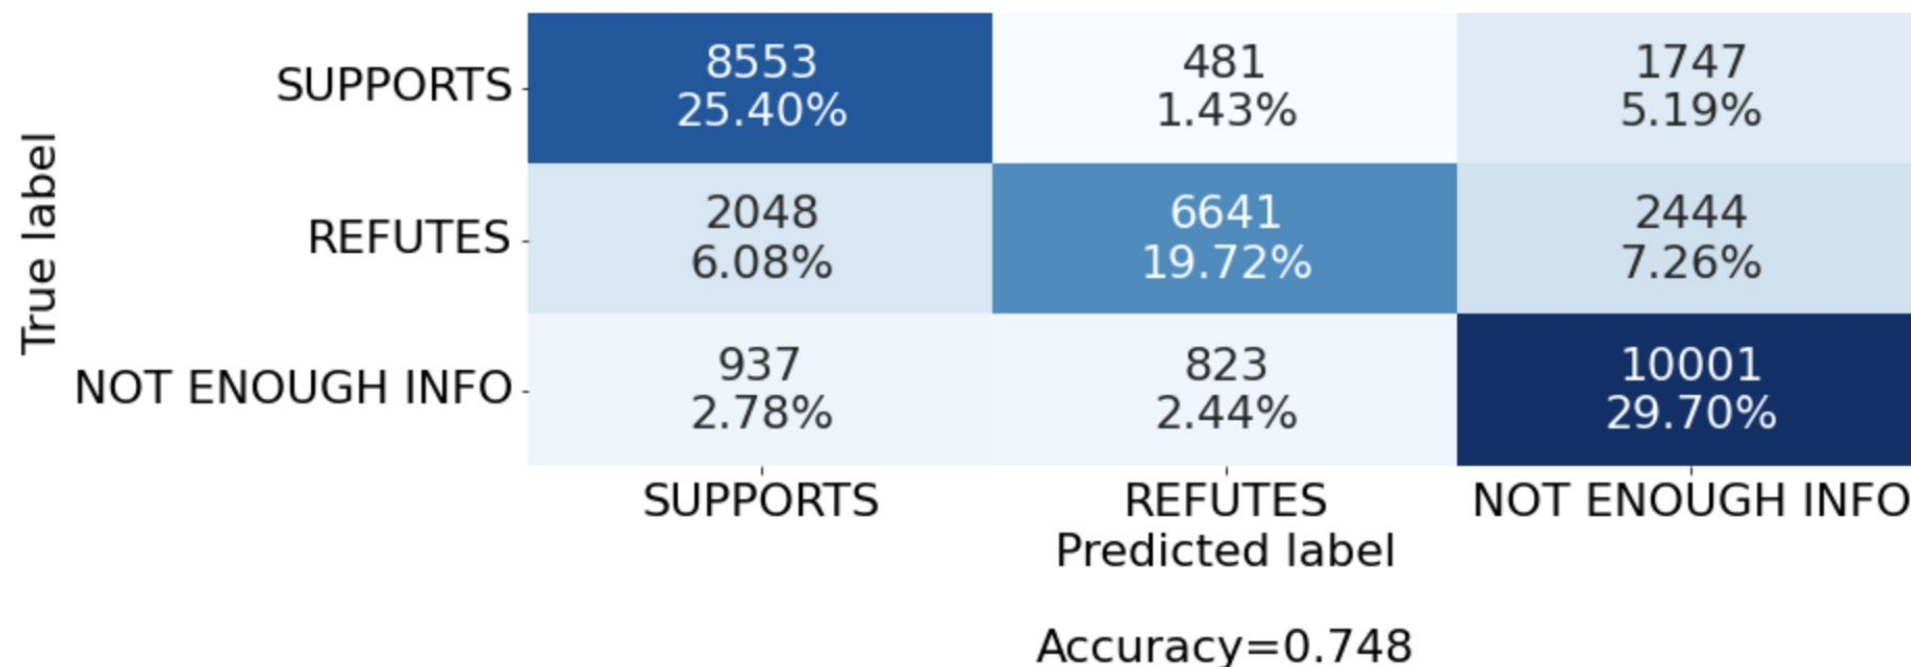 True label
SUPPORTS
8553
25.40%
481
1.43%
1747
5.19%
REFUTES
2048
6.08%
6641
19.72%
2444
7.26%
NOT ENOUGH INFO
937
2.78%
823
2.44%
10001
29.70%
SUPPORTS
REFUTES
NOT ENOUGH INFO
Predicted label
Accuracy=0.748